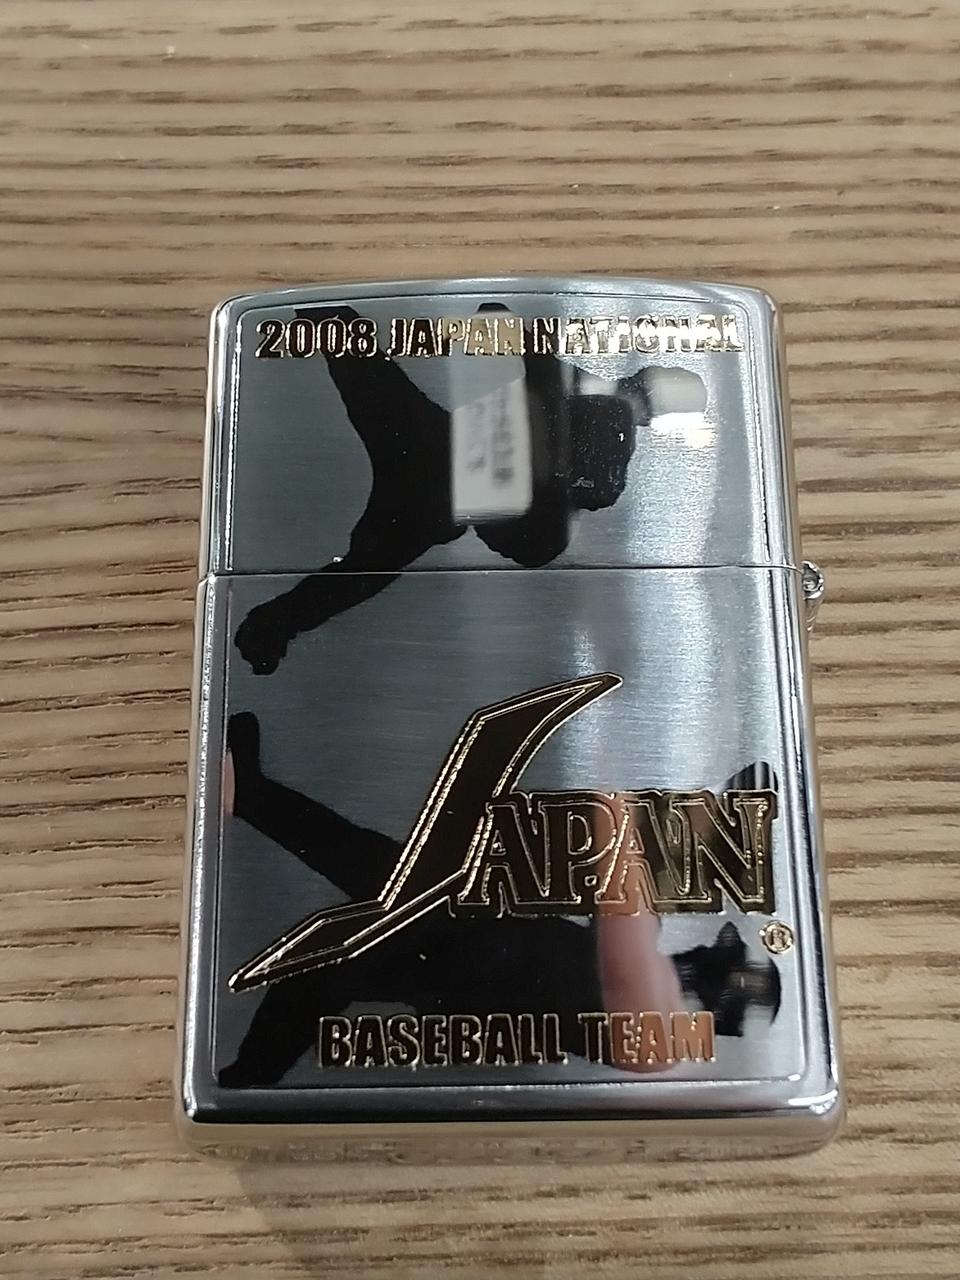 2008 JAPAN NATIONAL
JAPAN
®
BASEBALL TEAM